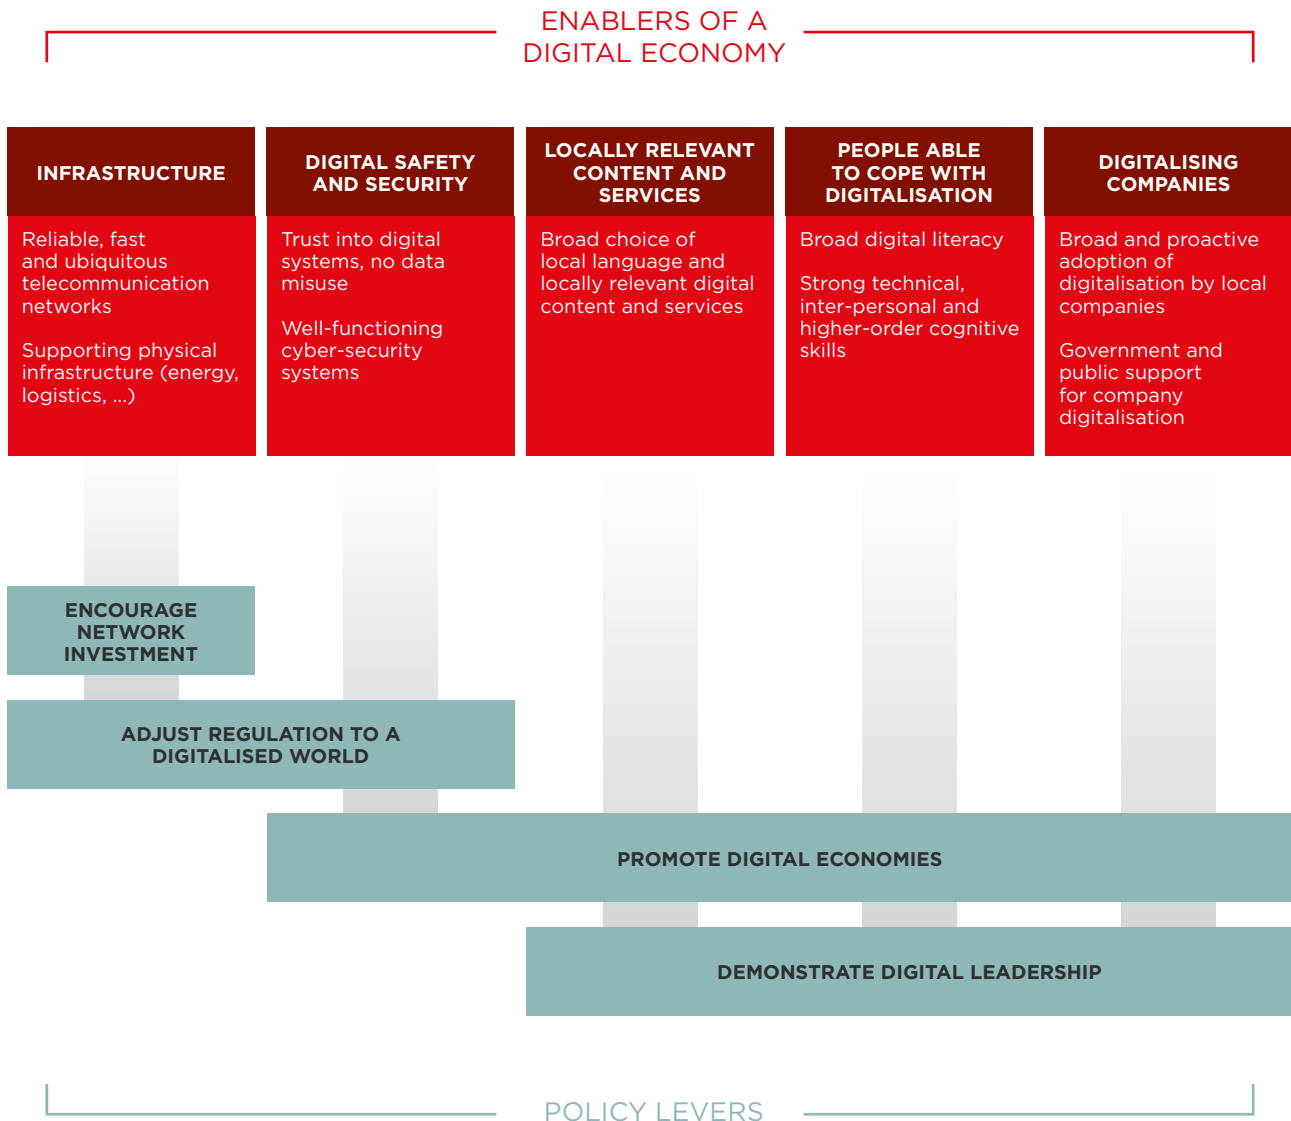 ENABLERS OF A
DIGITAL ECONOMY
INFRASTRUCTURE
Reliable, fast
and ubiquitous
telecommunication
networks
Supporting physical
infrastructure (energy,
logistics, ...)
DIGITAL SAFETY
AND SECURITY
Trust into digital
systems, no data
misuse
Well-functioning
cyber-security
systems
LOCALLY RELEVANT
CONTENT AND
SERVICES
Broad choice of
local language and
locally relevant digital
content and services
PEOPLE ABLE
TO COPE WITH
DIGITALISATION
Broad digital literacy
Strong technical,
inter-personal and
higher-order cognitive
skills
DIGITALISING
COMPANIES
Broad and proactive
adoption of
digitalisation by local
companies
Government and
public support
for company
digitalisation
ENCOURAGE
NETWORK
INVESTMENT
ADJUST REGULATION TO A
DIGITALISED WORLD
PROMOTE DIGITAL ECONOMIES
DEMONSTRATE DIGITAL LEADERSHIP
POLICY LEVERS